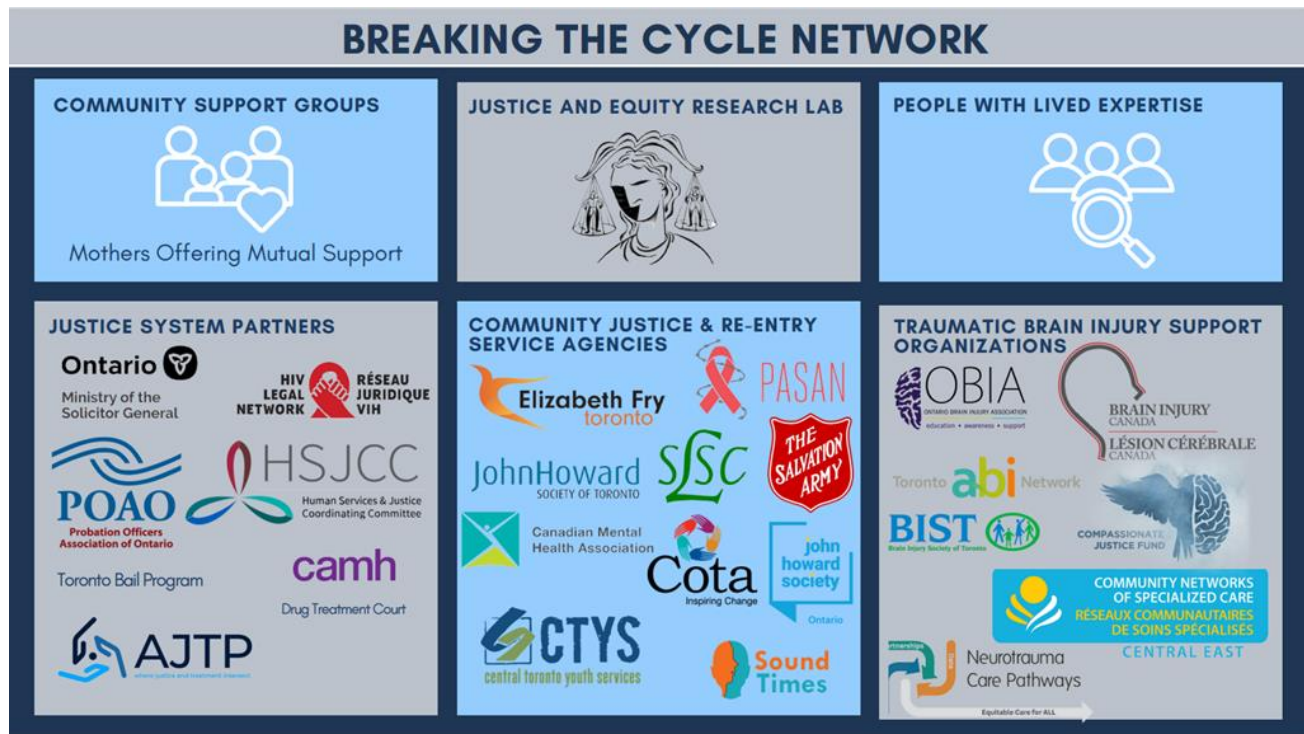 BREAKING THE CYCLE NETWORK
COMMUNITY SUPPORT GROUPS
Mothers Offering Mutual Support
JUSTICE AND EQUITY RESEARCH LAB
PEOPLE WITH LIVED EXPERTISE
JUSTICE SYSTEM PARTNERS
Ontario
Ministry of the
Solicitor General
HIV
LEGAL
NETWORK
RÉSEAU
JURIDIQUE
VIH
POAO
Probation Officers
Association of Ontario
HSJCC
Human Services & Justice
Coordinating Committee
Toronto Bail Program
camh
Drug Treatment Court
AJTP
where justice and treatment intersect
COMMUNITY JUSTICE & RE-ENTRY
SERVICE AGENCIES
Elizabeth Fry
toronto
PASAN
JohnHoward
SOCIETY OF TORONTO
SLSC
THE
SALVATION
ARMY
Canadian Mental
Health Association
Cota
Inspiring Change
john
howard
society
Ontario
CTYS
central toronto youth services
Sound
Times
TRAUMATIC BRAIN INJURY SUPPORT
ORGANIZATIONS
OBIA
ONTARIO BRAIN INJURY ASSOCIATION
education • awareness • support
BRAIN INJURY
CANADA
LÉSION CÉRÉBRALE
CANADA
Toronto abi Network
BIST
Brain Injury Society of Toronto
COMPASSIONATE
JUSTICE FUND
COMMUNITY NETWORKS
OF SPECIALIZED CARE
RÉSEAUX COMMUNAUTAIRES
DE SOINS SPÉCIALISÉS
CENTRAL EAST
Neurotrauma
Care Pathways
Equitable Care for ALL